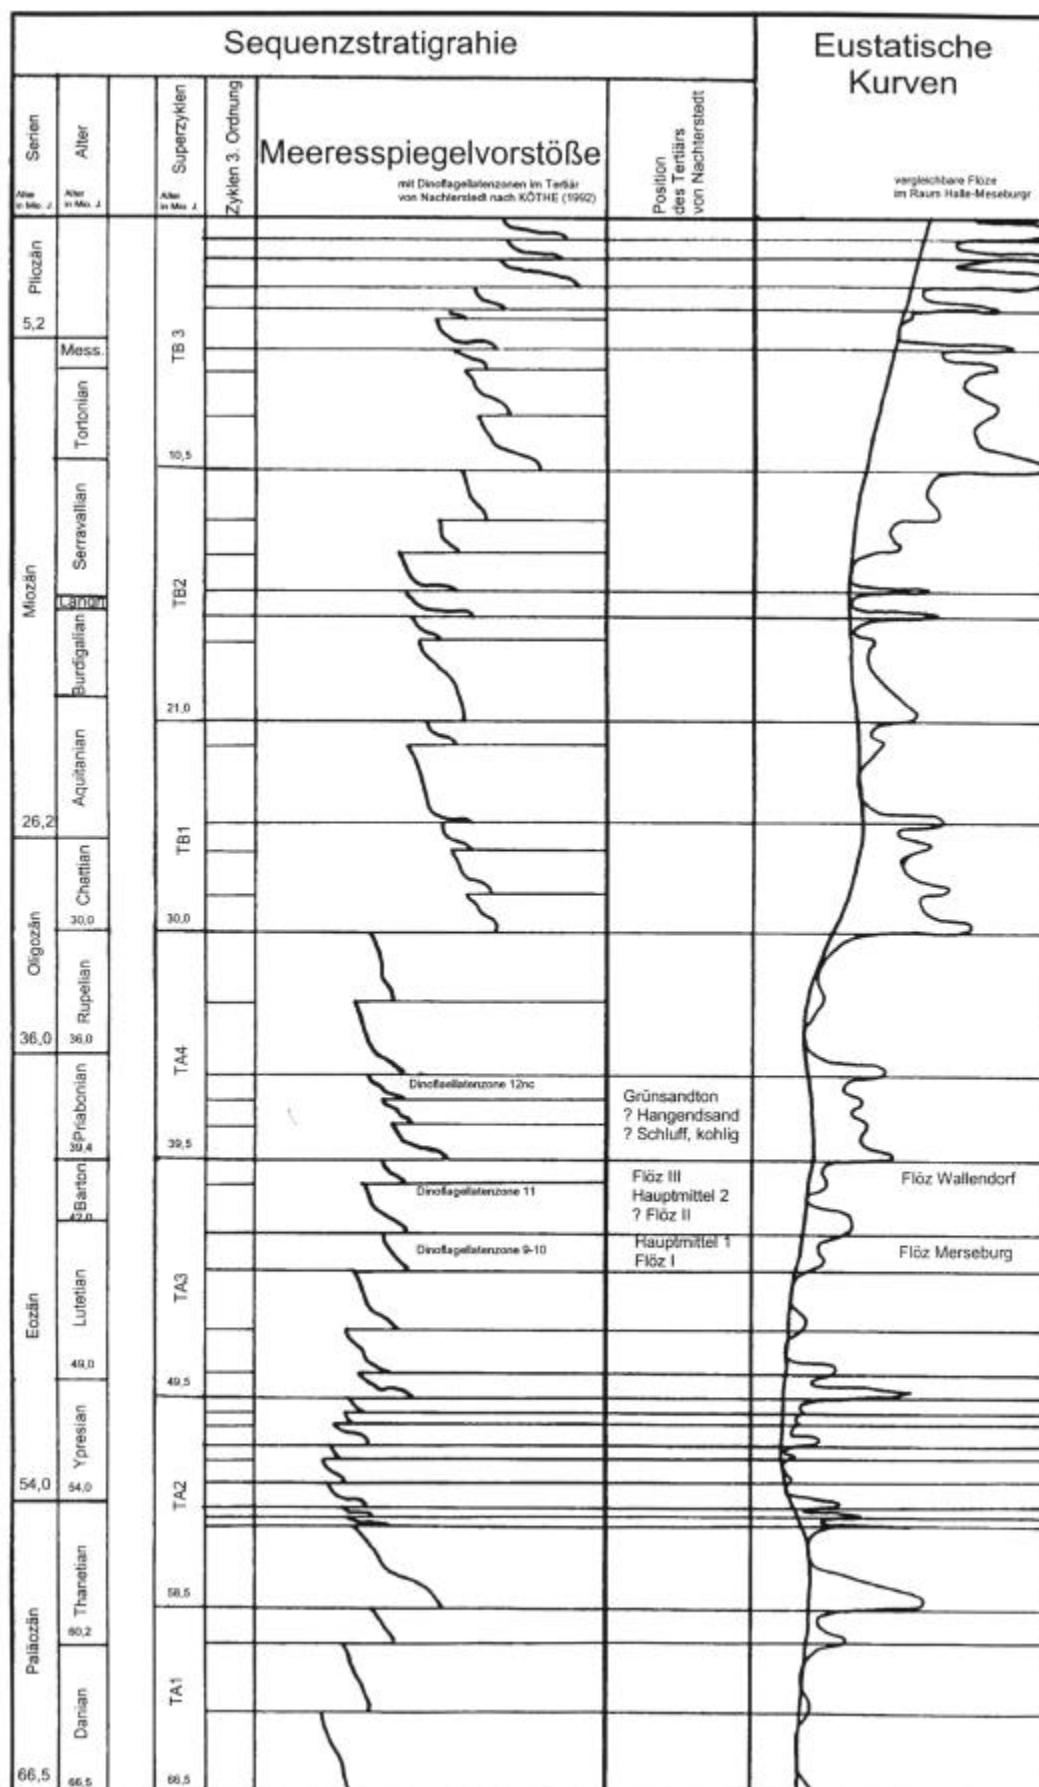 Sequenzstratigrahie
Eustatische
Kurven
Serien
Alter
in Mio. J.
Alter
Alter
in Mio. J.
Superzyklen
Alter
in Mio. J.
Zyklen 3. Ordnung
Meeresspiegelvorstöße
mit Dinoflagellatenzonen im Tertiär
von Nachterstedt nach KÖTHE (1992)
Position
des Tertiärs
von Nachterstedt
vergleichbare Flöze
im Raum Halle-Meseburgr
Pliozän
5,2
Mess.
TB 3
Tortonian
10,5
Serravallian
Miozän
Langh
TB2
Burdigalian
21,0
Aquitanian
26,2
TB1
Chattian
30,0
30,0
Oligozän
Rupelian
36,0
36,0
TA4
Dinoflaellatenzone 12nc
Grünsandton
? Hangendsand
? Schluff, kohlig
Priabonian
39,4
39,5
Barton.
42,0
Dinoflagellatenzone 11
Flöz III
Hauptmittel 2
? Flöz II
Flöz Wallendorf
Dinoflagellatenzone 9-10
Hauptmittel 1
Flöz I
Flöz Merseburg
TA3
Lutetian
Eozän
49,0
49,5
Ypresian
54,0
54,0
TA2
Thanetian
58,5
60,2
Paläozän
TA1
Danian
66,5
66,5
66,5